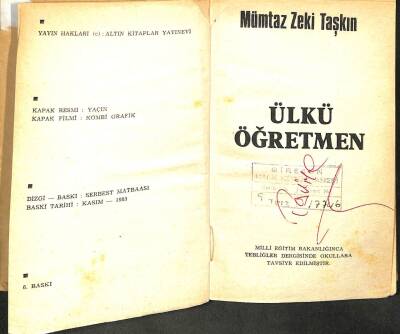 YAYIN HAKLARI (c) : ALTIN KİTAPLAR YAYINEVİ
KAPAK RESMİ : YALÇIN
KAPAK FİLMİ : KOMBİ GRAFİK
DİZGİ — BASKI : SERBEST MATBAASI
BASKI TARİHİ : KASIM — 1983
6. BASKI
Mümtaz Zeki Taşkın
ÜLKÜ
ÖĞRETMEN
MİLLİ EĞİTİM BAKANLIĞINCA
TEBLİĞLER DERGİSİNDE OKULLARA
TAVSİYE EDİLMİŞTİR.